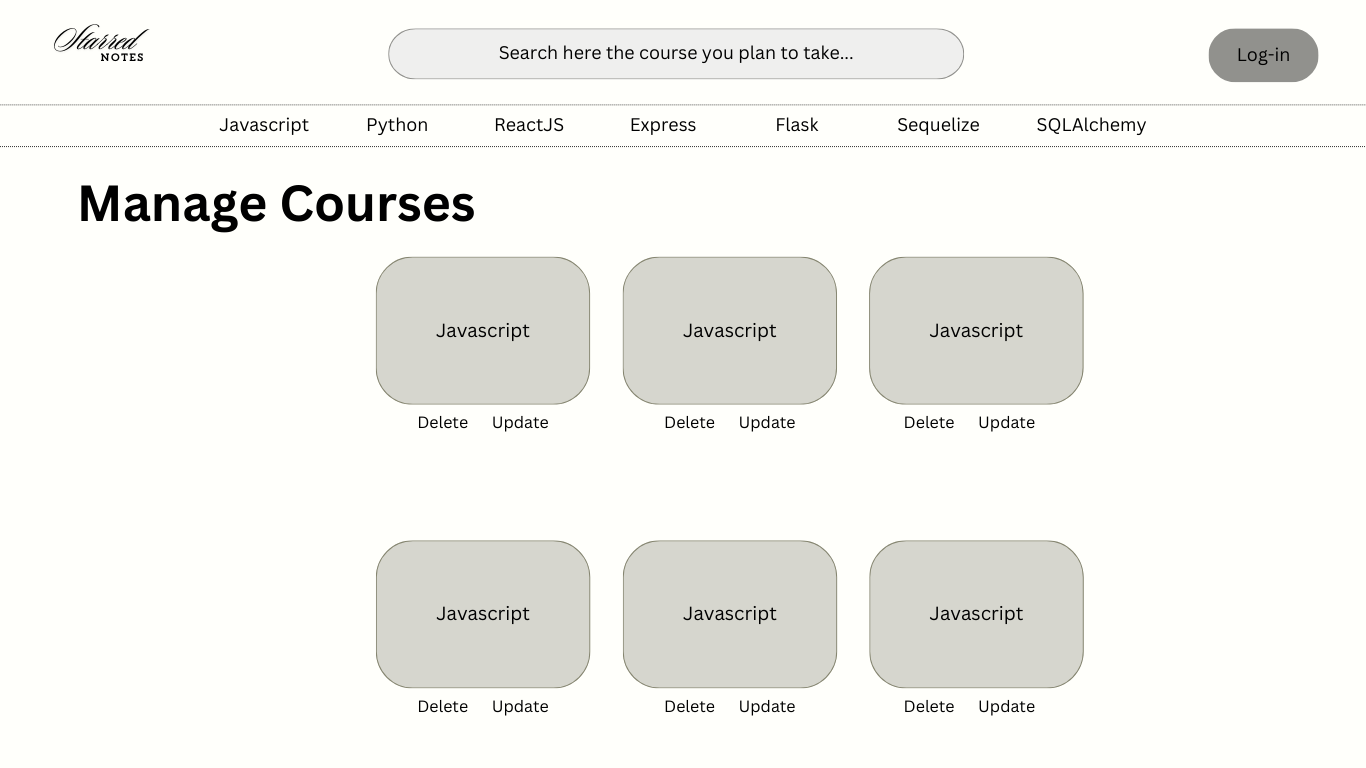 Starred
NOTES
Search here the course you plan to take...
Log-in
Javascript Python ReactJS Express Flask Sequelize SQLAlchemy
Manage Courses
Javascript Javascript Javascript
Delete Update Delete Update Delete Update
Javascript Javascript Javascript
Delete Update Delete Update Delete Update